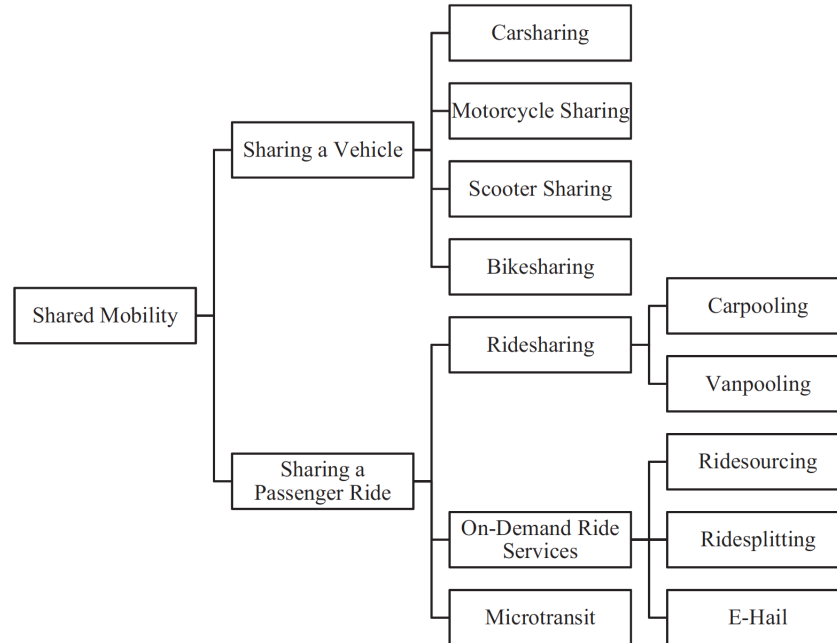 Carsharing
Motorcycle Sharing
Sharing a Vehicle
Scooter Sharing
Bikesharing
Shared Mobility
Carpooling
Ridesharing
Vanpooling
Sharing a
Passenger Ride
Ridesourcing
On-Demand Ride
Services
Ridesplitting
Microtransit
E-Hail